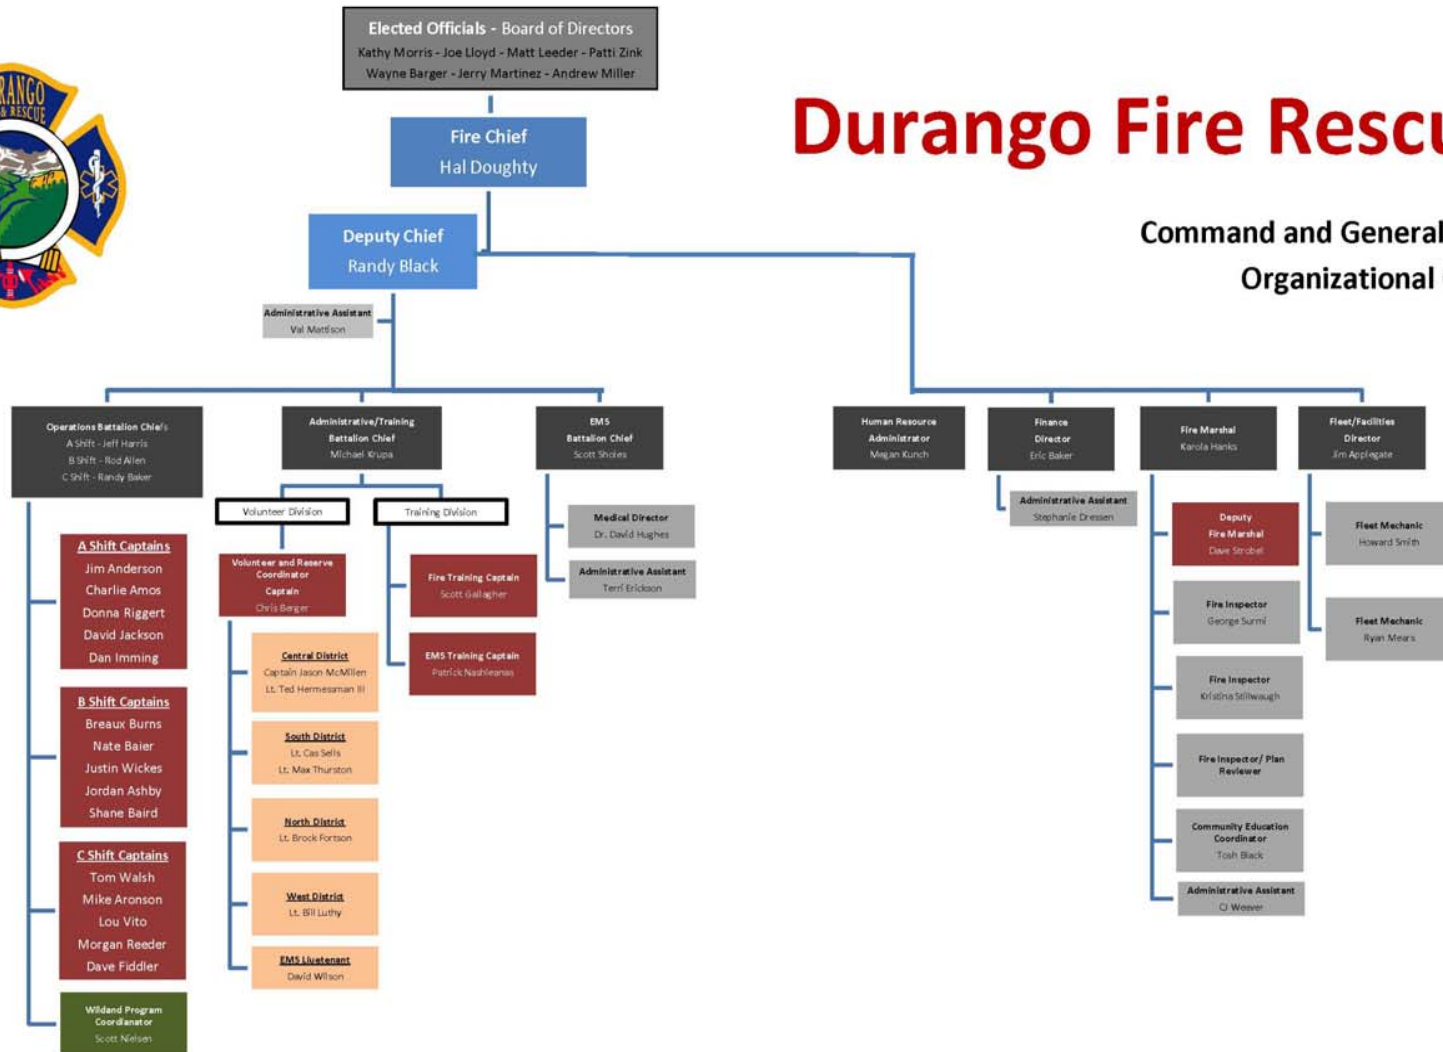 Elected Officials - Board of Directors
Kathy Morris - Joe Lloyd - Matt Leeder - Patti Zink
Wayne Barger - Jerry Martinez - Andrew Miller
RANGO
& RESCUE
Durango Fire Rescu
Fire Chief
Hal Doughty
Command and General
Organizational
Deputy Chief
Randy Black
Administrative Assistant
Val Mattison
Operations Battalion Chiefs
A Shift - Jeff Harris
B Shift - Rod Allen
C Shift - Randy Baker
Administrative/Training
Battalion Chief
Michael Krupa
EMS
Battalion Chief
Scott Sholes
Human Resource
Administrator
Megan Kunch
Finance
Director
Eric Baker
Fire Marshal
Karola Hanks
Fleet/Facilities
Director
Jim Applegate
Volunteer Division
Training Division
A Shift Captains
Jim Anderson
Charlie Amos
Donna Riggert
David Jackson
Dan Imming
B Shift Captains
Breaux Burns
Nate Baier
Justin Wickes
Jordan Ashby
Shane Baird
C Shift Captains
Tom Walsh
Mike Aronson
Lou Vito
Morgan Reeder
Dave Fiddler
Wildand Program
Coordianator
Scott Nielsen
Volunteer and Reserve
Coordinator
Captain
Chris Barger
Central District
Captain Jason McMillen
Lt. Ted Hermessman III
South District
Lt. Cas Sells
Lt. Max Thurston
North District
Lt. Brock Fortson
West District
Lt. Bill Luthy
EMS Liuetenant
David Wilson
Fire Training Captain
Scott Gallagher
EMS Training Captain
Patrick Nashleanas
Medical Director
Dr. David Hughes
Administrative Assistant
Terri Erickson
Administrative Assistant
Stephanie Dressen
Deputy
Fire Marshal
Dave Strobel
Fire Inspector
George Surmi
Fire Inspector
Kristina Stillwaugh
Fire Inspector/ Plan
Reviewer
Community Education
Coordinator
Tosh Black
Administrative Assistant
CJ Weaver
Fleet Mechanic
Howard Smith
Fleet Mechanic
Ryan Mears